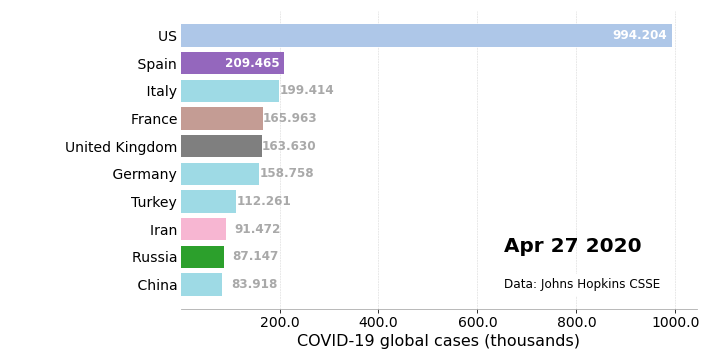 US 994.204
Spain 209.465
Italy 199.414
France 165.963
United Kingdom 163.630
Germany 158.758
Turkey 112.261
Iran 91.472
Russia 87.147
China 83.918
Apr 27 2020
Data: Johns Hopkins CSSE
200.0 400.0 600.0 800.0 1000.0
COVID-19 global cases (thousands)